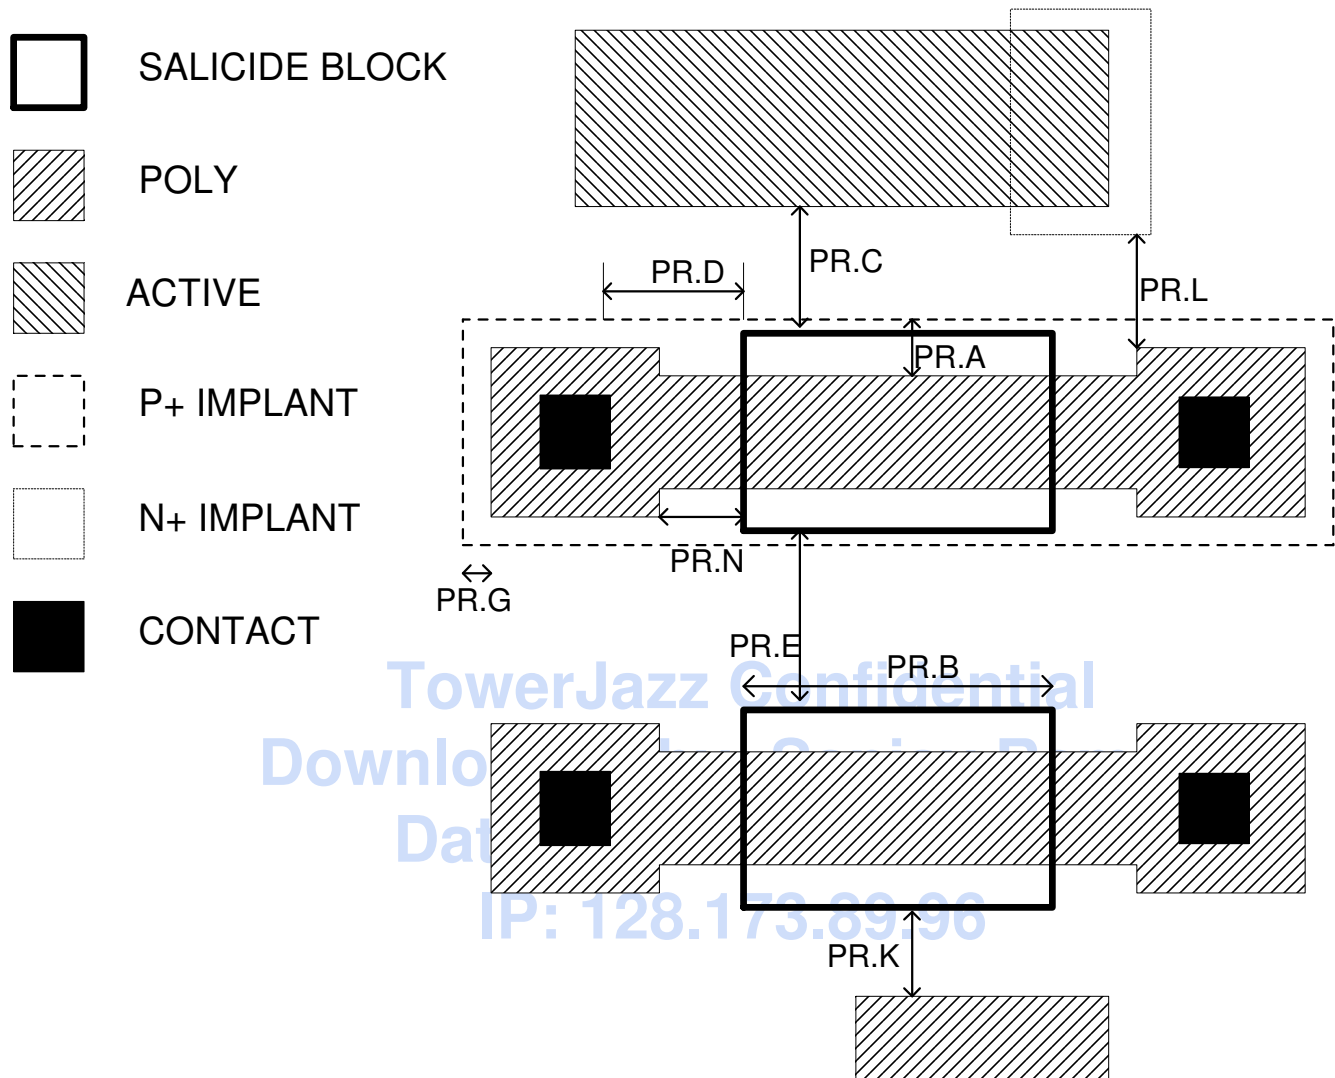 SALICIDE BLOCK
POLY
ACTIVE
P+ IMPLANT
N+ IMPLANT
CONTACT
PR.C
PR.D
PR.L
PR.A
PR.N
PR.G
PR.E
PR.B
TowerJazz Confidential
IP: 128.173.89.96
PR.K